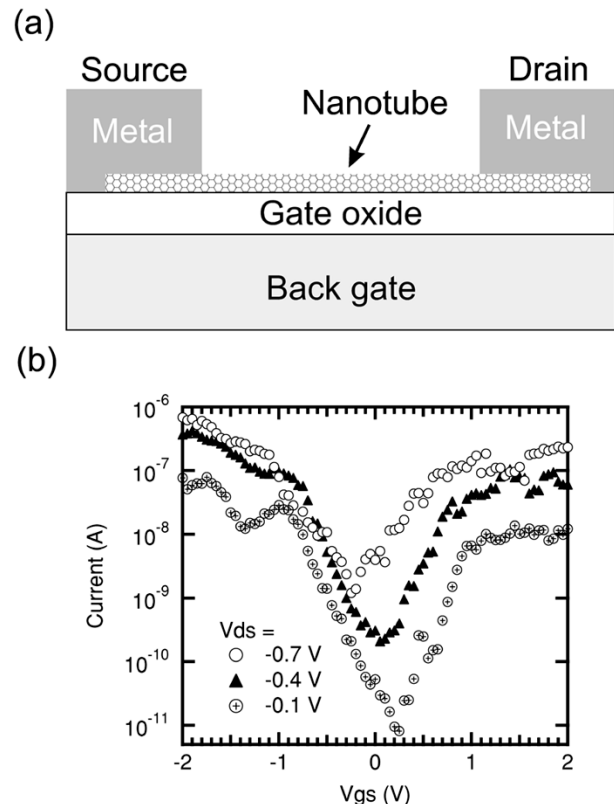 (a)
Source
Drain
Nanotube
Metal
Metal
Gate oxide
Back gate
(b)
10⁻⁶
10⁻⁷
10⁻⁸
10⁻⁹
10⁻¹⁰
10⁻¹¹
Current (A)
Vds =
-0.7 V
-0.4 V
-0.1 V
-2
-1
0
1
2
Vgs (V)